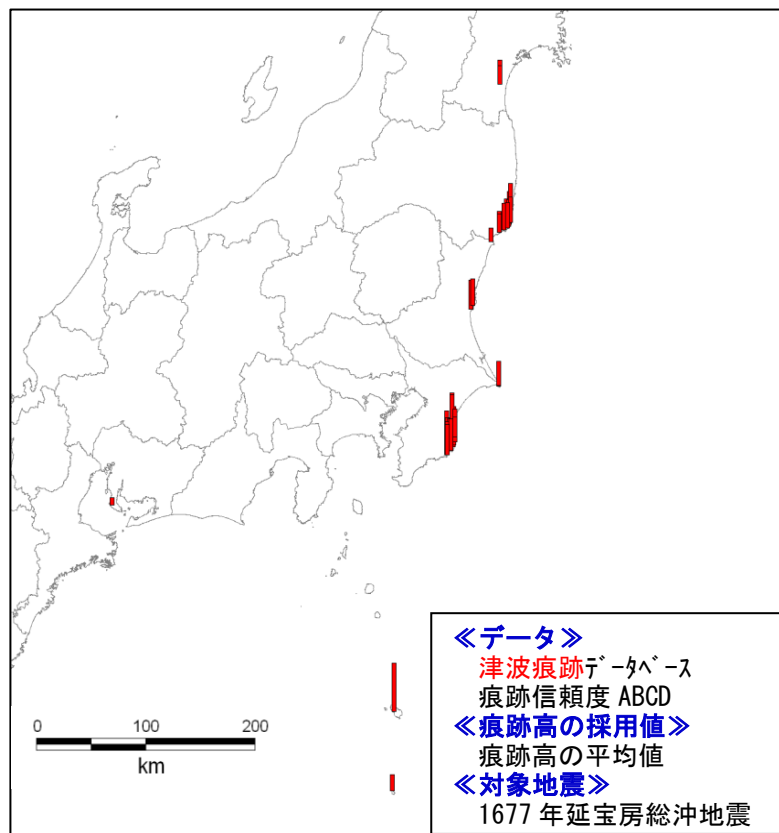 0 100 200
km
≪データ≫
津波痕跡ﾃﾞｰﾀﾍﾞｰｽ
痕跡信頼度 ABCD
≪痕跡高の採用値≫
痕跡高の平均値
≪対象地震≫
1677 年延宝房総沖地震